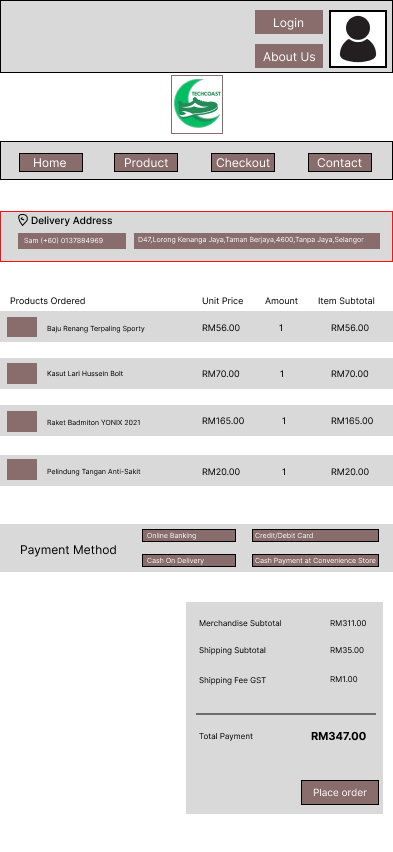 Login
About Us
TECHCOAST
Home Product Checkout Contact
Delivery Address
Sam (+60) 0137884969 D47,Lorong Kenanga Jaya,Taman Berjaya,4600,Tanpa Jaya,Selangor
Products Ordered Unit Price Amount Item Subtotal
Baju Renang Terpaling Sporty RM56.00 1 RM56.00
Kasut Lari Hussein Bolt RM70.00 1 RM70.00
Raket Badmiton YONIX 2021 RM165.00 1 RM165.00
Pelindung Tangan Anti-Sakit RM20.00 1 RM20.00
Payment Method
Online Banking Credit/Debit Card
Cash On Delivery Cash Payment at Convenience Store
Merchandise Subtotal RM311.00
Shipping Subtotal RM35.00
Shipping Fee GST RM1.00
Total Payment RM347.00
Place order